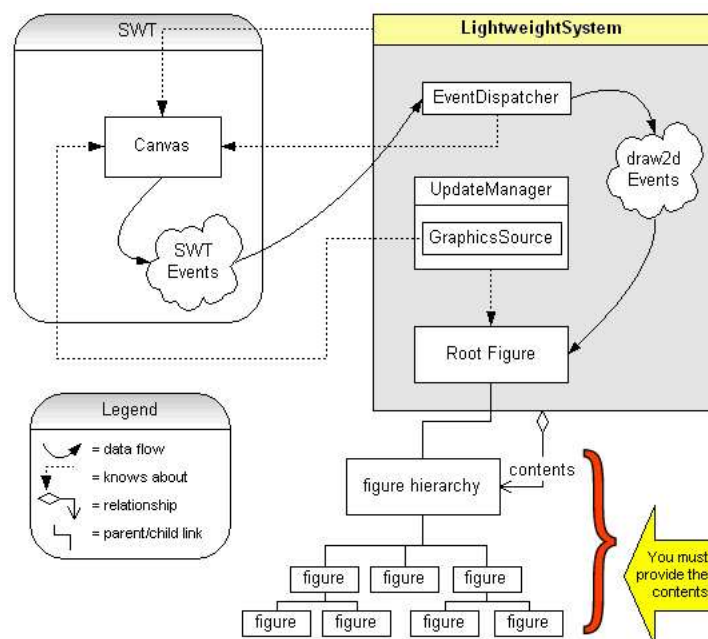 SWT
LightweightSystem
EventDispatcher
Canvas
draw2d
Events
UpdateManager
GraphicsSource
SWT
Events
Root Figure
Legend
= data flow
= knows about
= relationship
= parent/child link
contents
figure hierarchy
You must
provide the
contents
figure
figure
figure
figure
figure
figure
figure